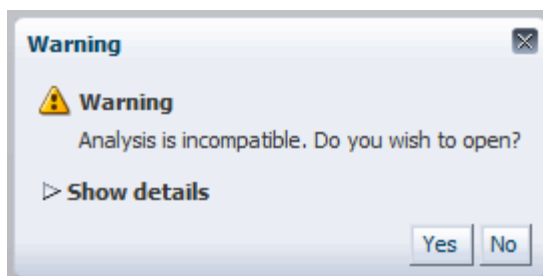 Warning
Warning
Analysis is incompatible. Do you wish to open?
Show details
Yes No